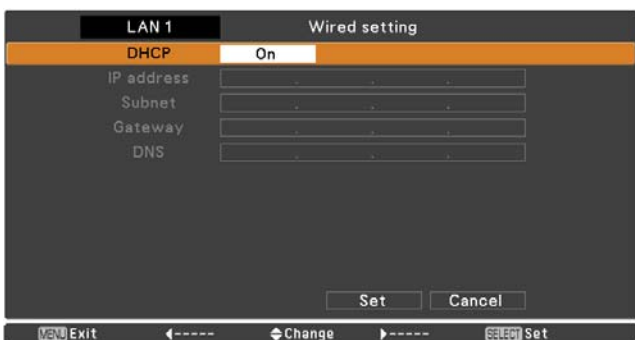 LAN 1 Wired setting
DHCP On
IP address . . .
Subnet . . .
Gateway . . .
DNS . . .
Set Cancel
MENU Exit ◀----- ◆Change ▶----- SELECT Set